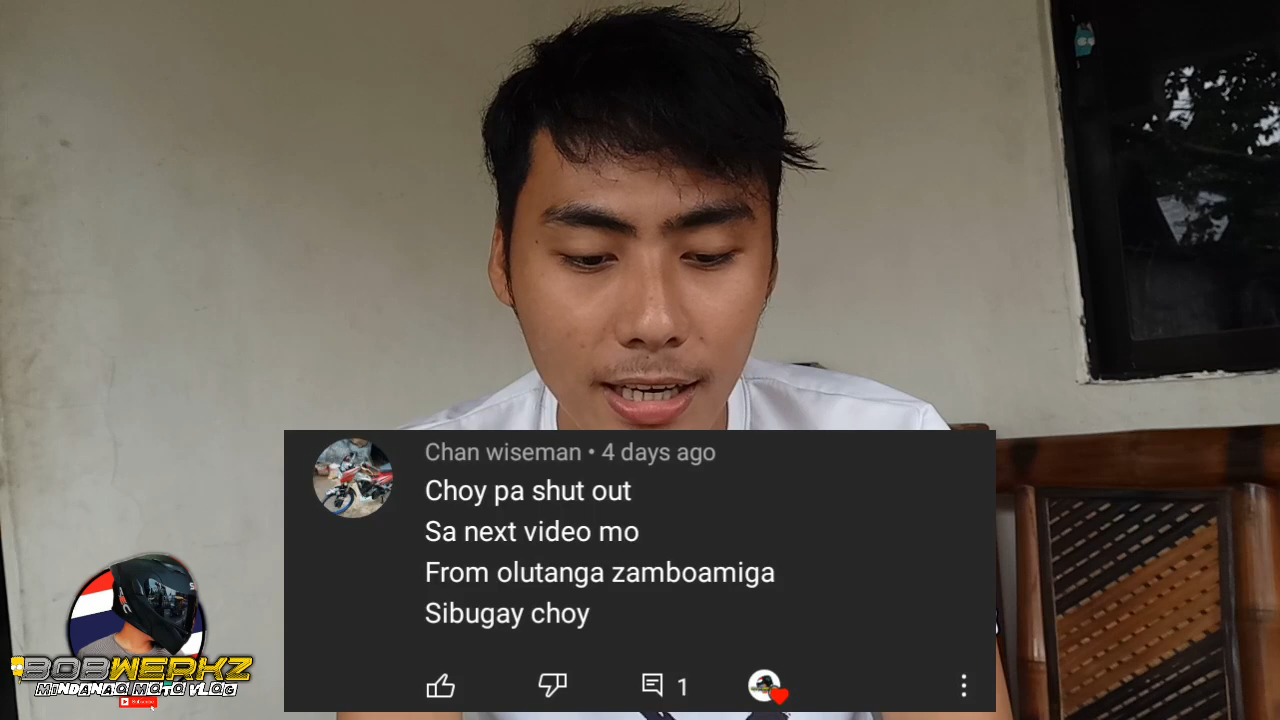 Chan wiseman • 4 days ago
Choy pa shut out
Sa next video mo
From olutanga zamboamiga
Sibugay choy
1
BOBWERKZ
MINDANAO MOTO VLOG
Subscribe